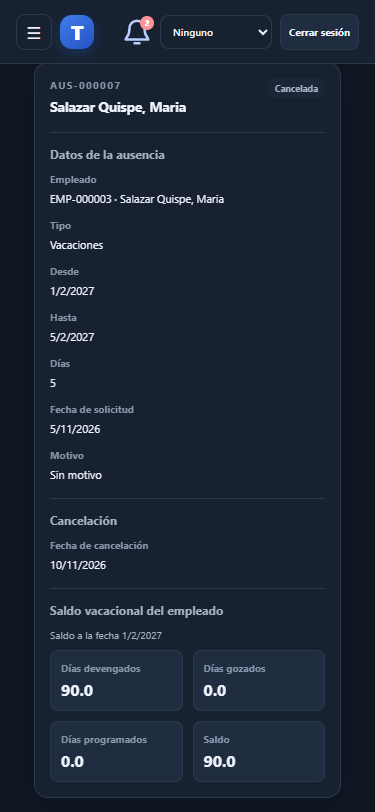 ☰
T
2
Ninguno
Cerrar sesión
AUS-000007
Cancelada
Salazar Quispe, Maria
Datos de la ausencia
Empleado
EMP-000003 · Salazar Quispe, Maria
Tipo
Vacaciones
Desde
1/2/2027
Hasta
5/2/2027
Días
5
Fecha de solicitud
5/11/2026
Motivo
Sin motivo
Cancelación
Fecha de cancelación
10/11/2026
Saldo vacacional del empleado
Saldo a la fecha 1/2/2027
Días devengados
90.0
Días gozados
0.0
Días programados
0.0
Saldo
90.0